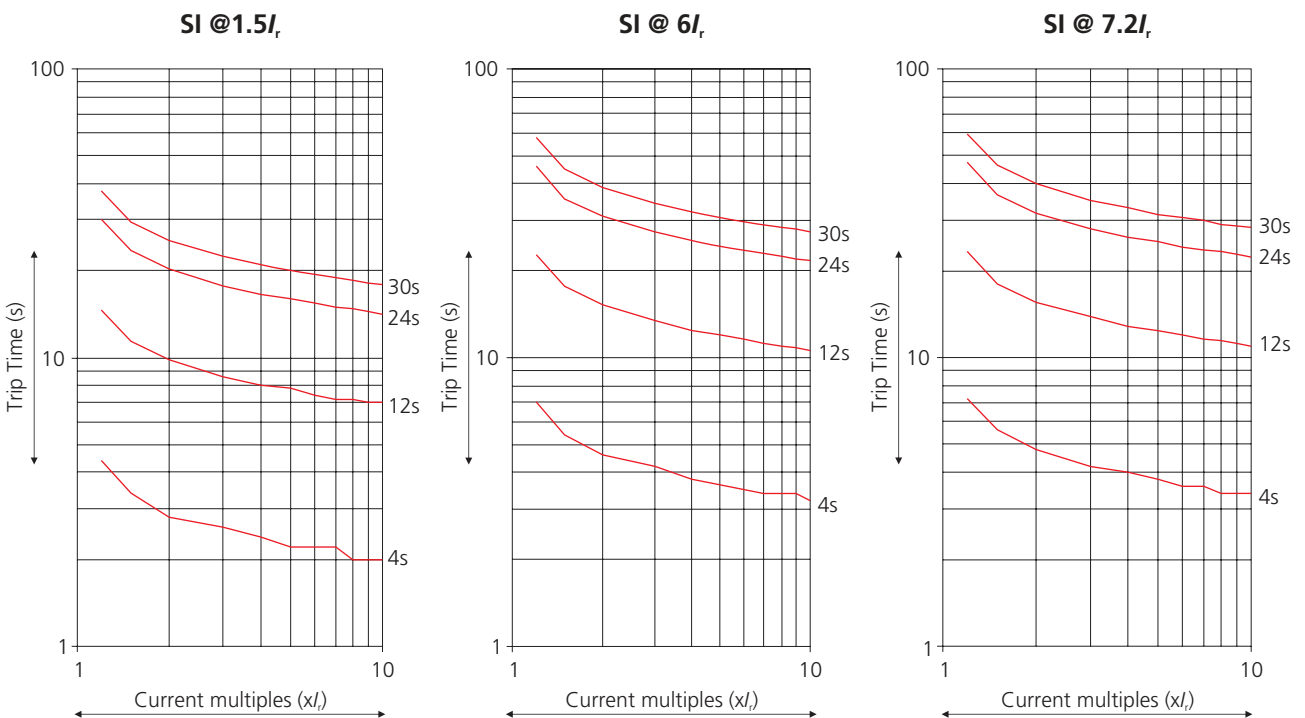 SI @1.5Ir
100
10
1
1
10
Trip Time (s)
Current multiples (xIr)
30s
24s
12s
4s
SI @ 6Ir
100
10
1
1
10
Trip Time (s)
Current multiples (xIr)
30s
24s
12s
4s
SI @ 7.2Ir
100
10
1
1
10
Trip Time (s)
Current multiples (xIr)
30s
24s
12s
4s